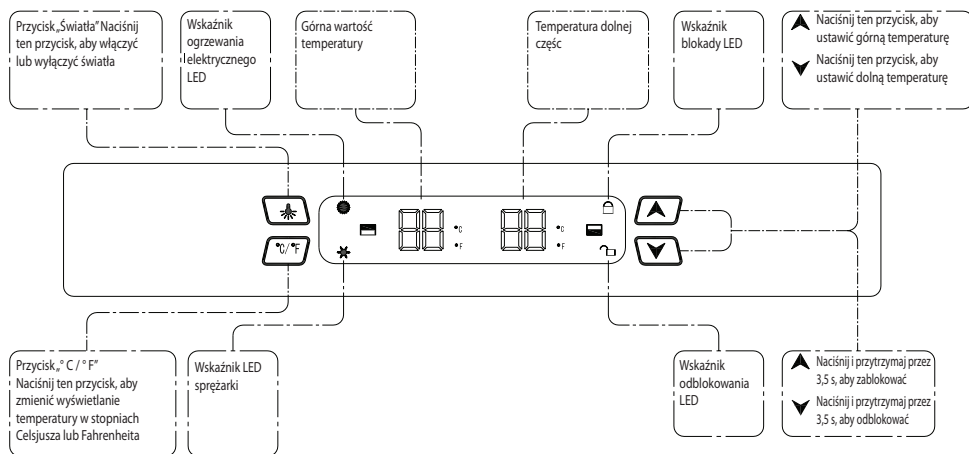 Przycisk „Światła” Naciśnij
ten przycisk, aby włączyć
lub wyłączyć światła
Wskaźnik
ogrzewania
elektrycznego
LED
Górna wartość
temperatury
Temperatura dolnej
częśc
Wskaźnik
blokady LED
Naciśnij ten przycisk, aby
ustawić górną temperaturę
Naciśnij ten przycisk, aby
ustawić dolną temperaturę
88
°C
°F
88
°C
°F
°C/°F
Przycisk „° C / ° F”
Naciśnij ten przycisk, aby
zmienić wyświetlanie
temperatury w stopniach
Celsjusza lub Fahrenheita
Wskaźnik LED
sprężarki
Wskaźnik
odblokowania
LED
Naciśnij i przytrzymaj przez
3,5 s, aby zablokować
Naciśnij i przytrzymaj przez
3,5 s, aby odblokować